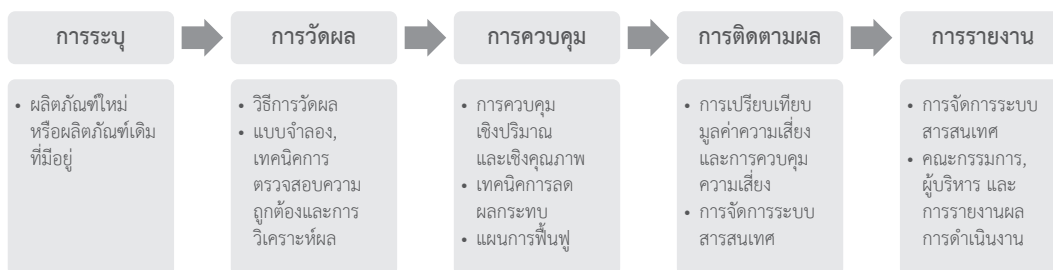 การระบุ
การวัดผล
การควบคุม
การติดตามผล
การรายงาน
• ผลิตภัณฑ์ใหม่
หรือผลิตภัณฑ์เดิม
ที่มีอยู่
• วิธีการวัดผล
• แบบจำลอง,
เทคนิคการ
ตรวจสอบความ
ถูกต้องและการ
วิเคราะห์ผล
• การควบคุม
เชิงปริมาณ
และเชิงคุณภาพ
• เทคนิคการลด
ผลกระทบ
• แผนการฟื้นฟู
• การเปรียบเทียบ
มูลค่าความเสี่ยง
และการควบคุม
ความเสี่ยง
• การจัดการระบบ
สารสนเทศ
• การจัดการระบบ
สารสนเทศ
• คณะกรรมการ,
ผู้บริหาร และ
การรายงานผล
การดำเนินงาน